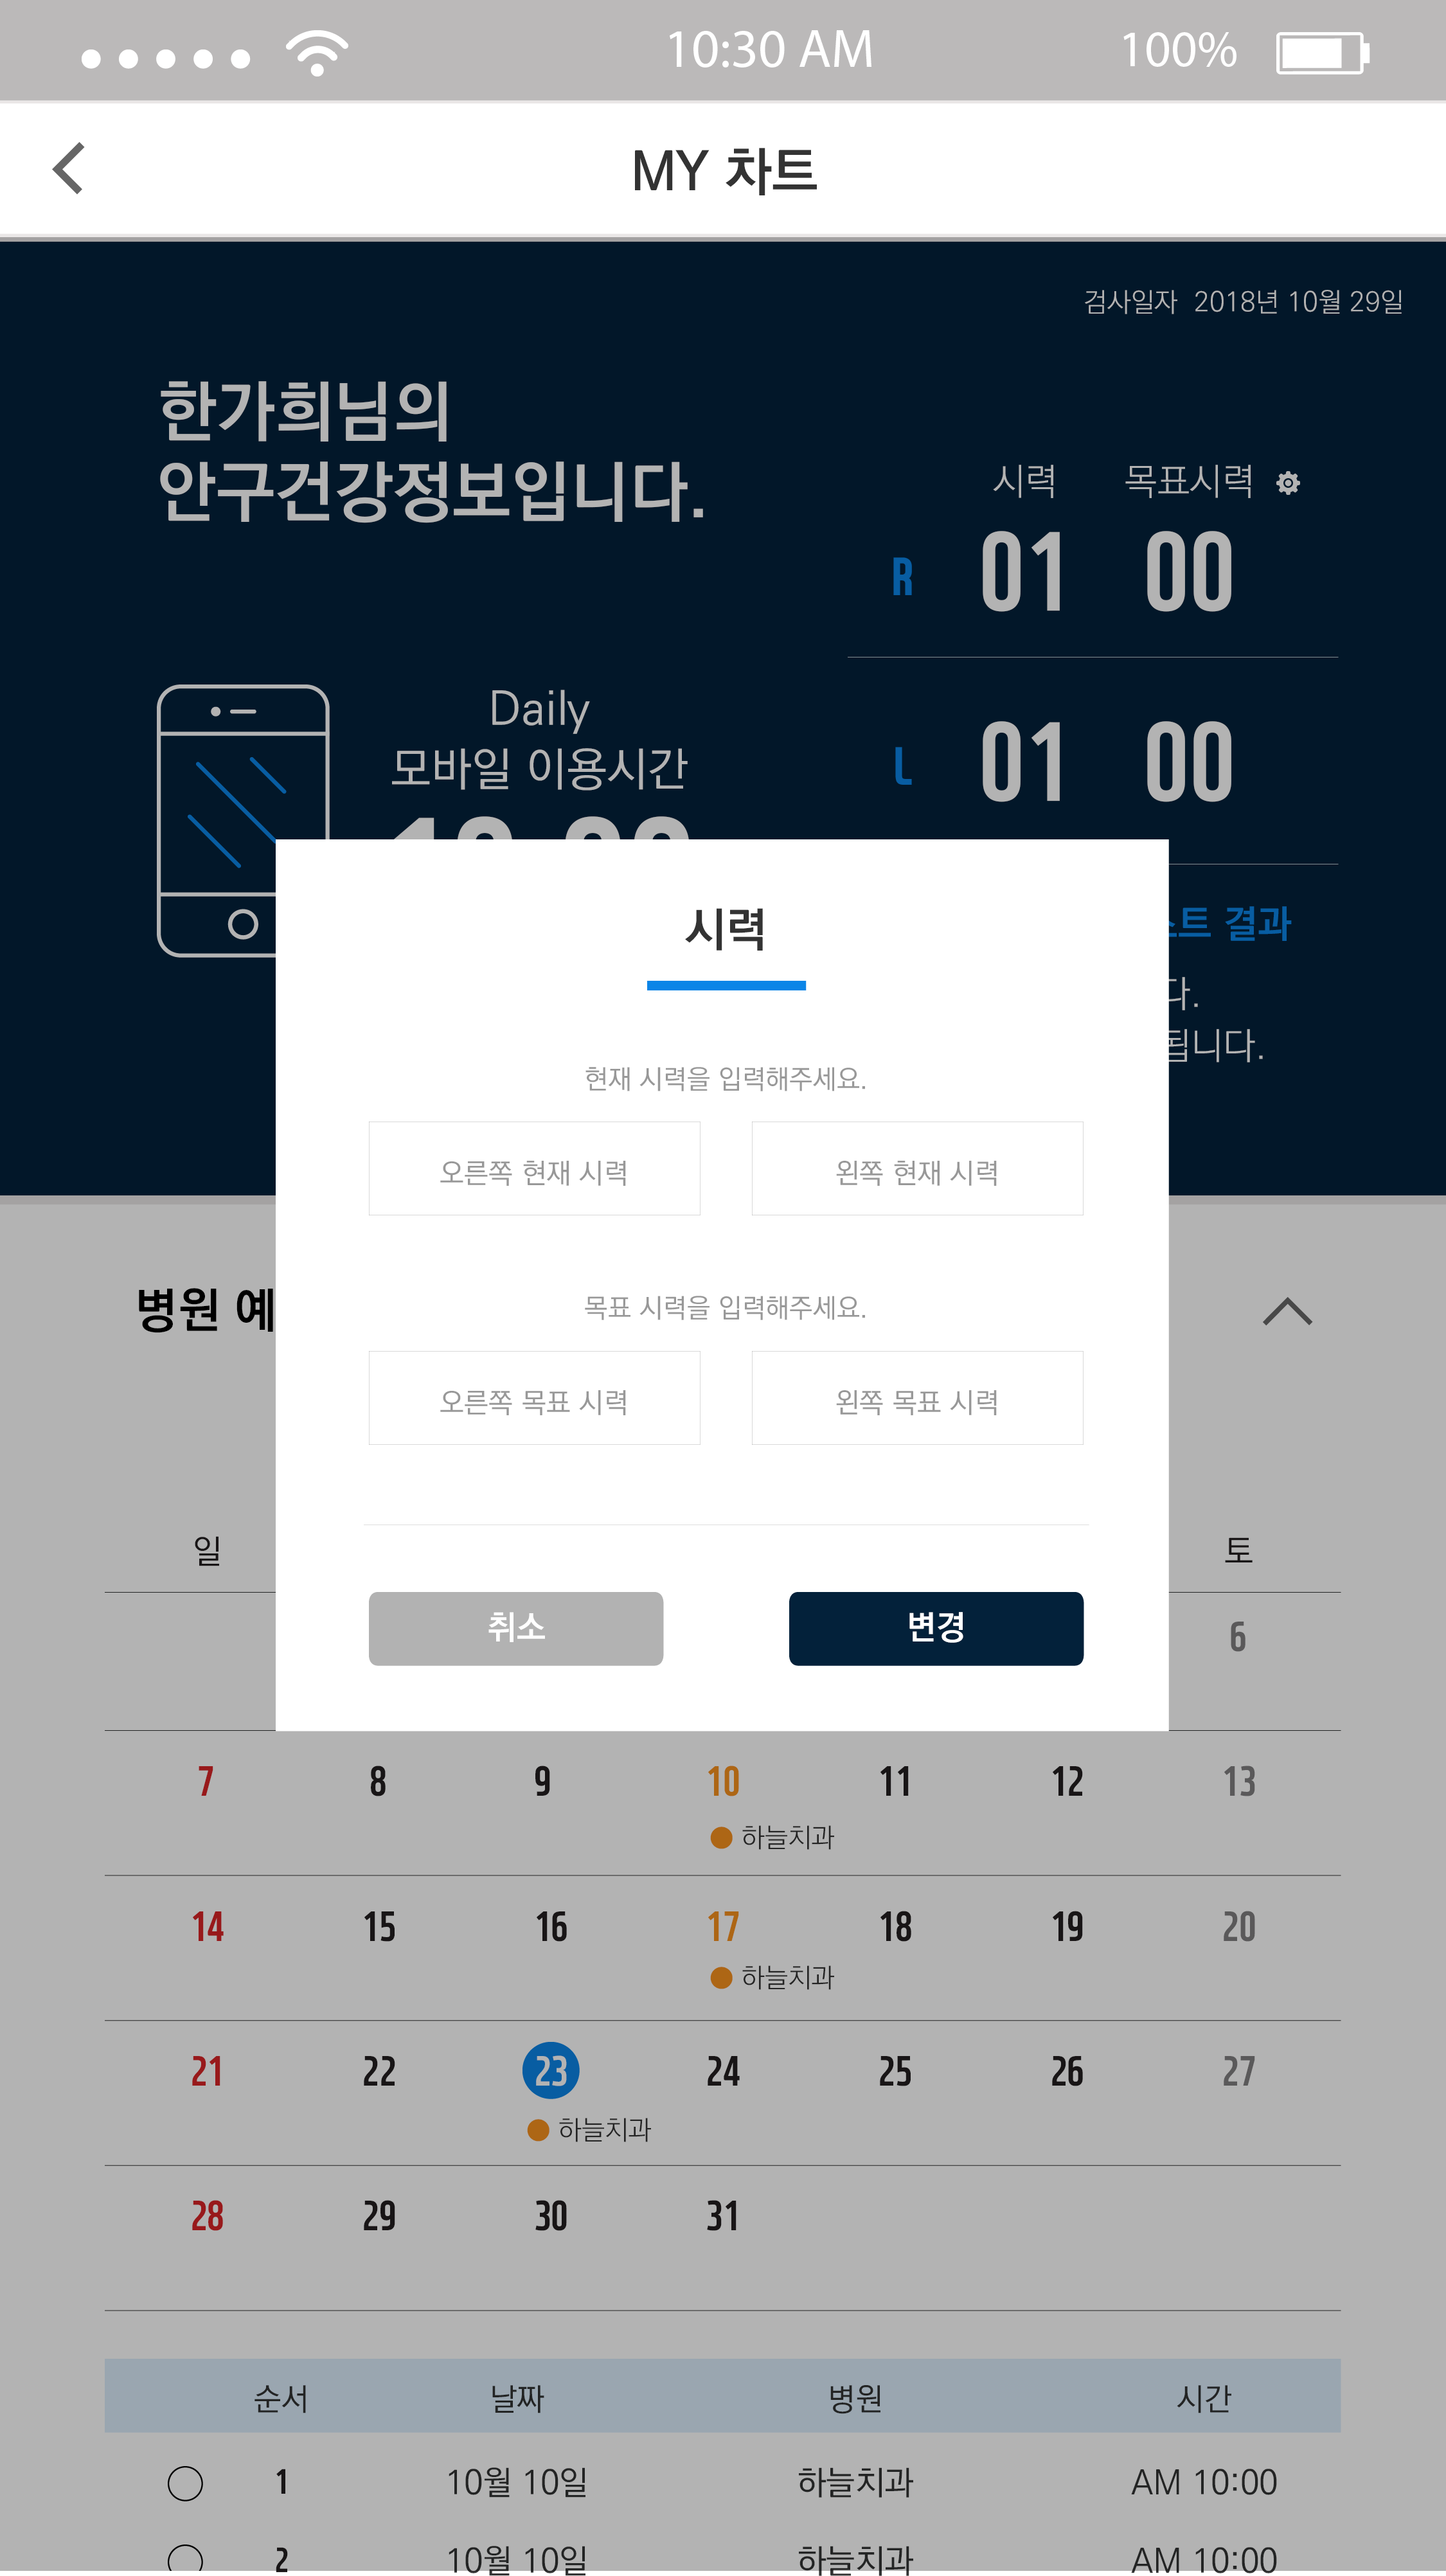 10:30 AM 100%
MY 차트
검사일자 2018년 10월 29일
한가희님의
안구건강정보입니다.
시력 목표시력
R 01 00
Daily
모바일 이용시간
L 01 00
결과
됩니다.
시력
현재 시력을 입력해주세요.
오른쪽 현재 시력 왼쪽 현재 시력
목표 시력을 입력해주세요.
오른쪽 목표 시력 왼쪽 목표 시력
취소 변경
병원 예
일 토
6
7 8 9 10 11 12 13
하늘치과
14 15 16 17 18 19 20
하늘치과
21 22 23 24 25 26 27
하늘치과
28 29 30 31
순서 날짜 병원 시간
1 10월 10일 하늘치과 AM 10:00
2 10월 10일 하늘치과 AM 10:00